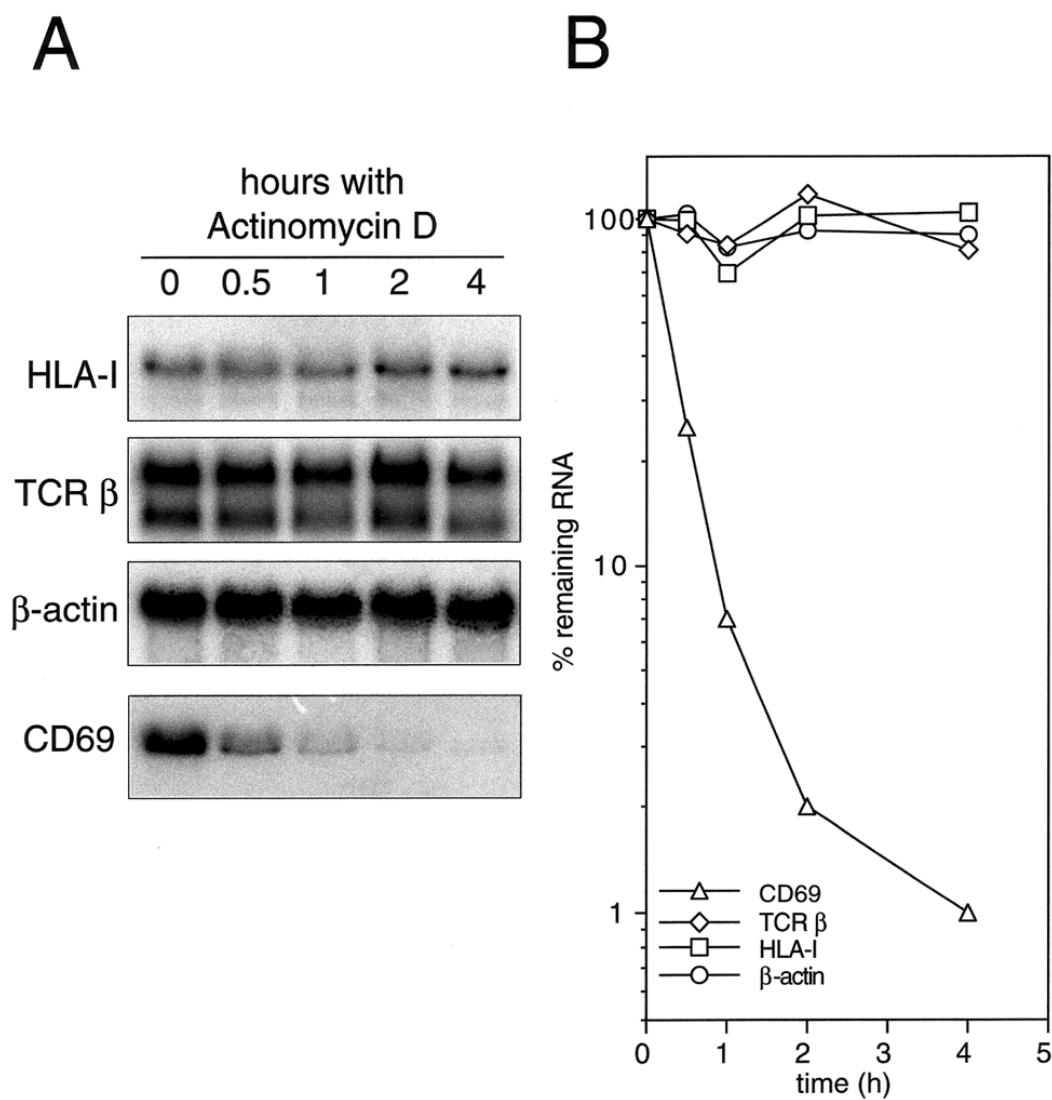 A
hours with
Actinomycin D
0 0.5 1 2 4
HLA-I
TCR β
β-actin
CD69
B
100
10
1
% remaining RNA
CD69
TCR β
HLA-I
β-actin
0 1 2 3 4 5
time (h)